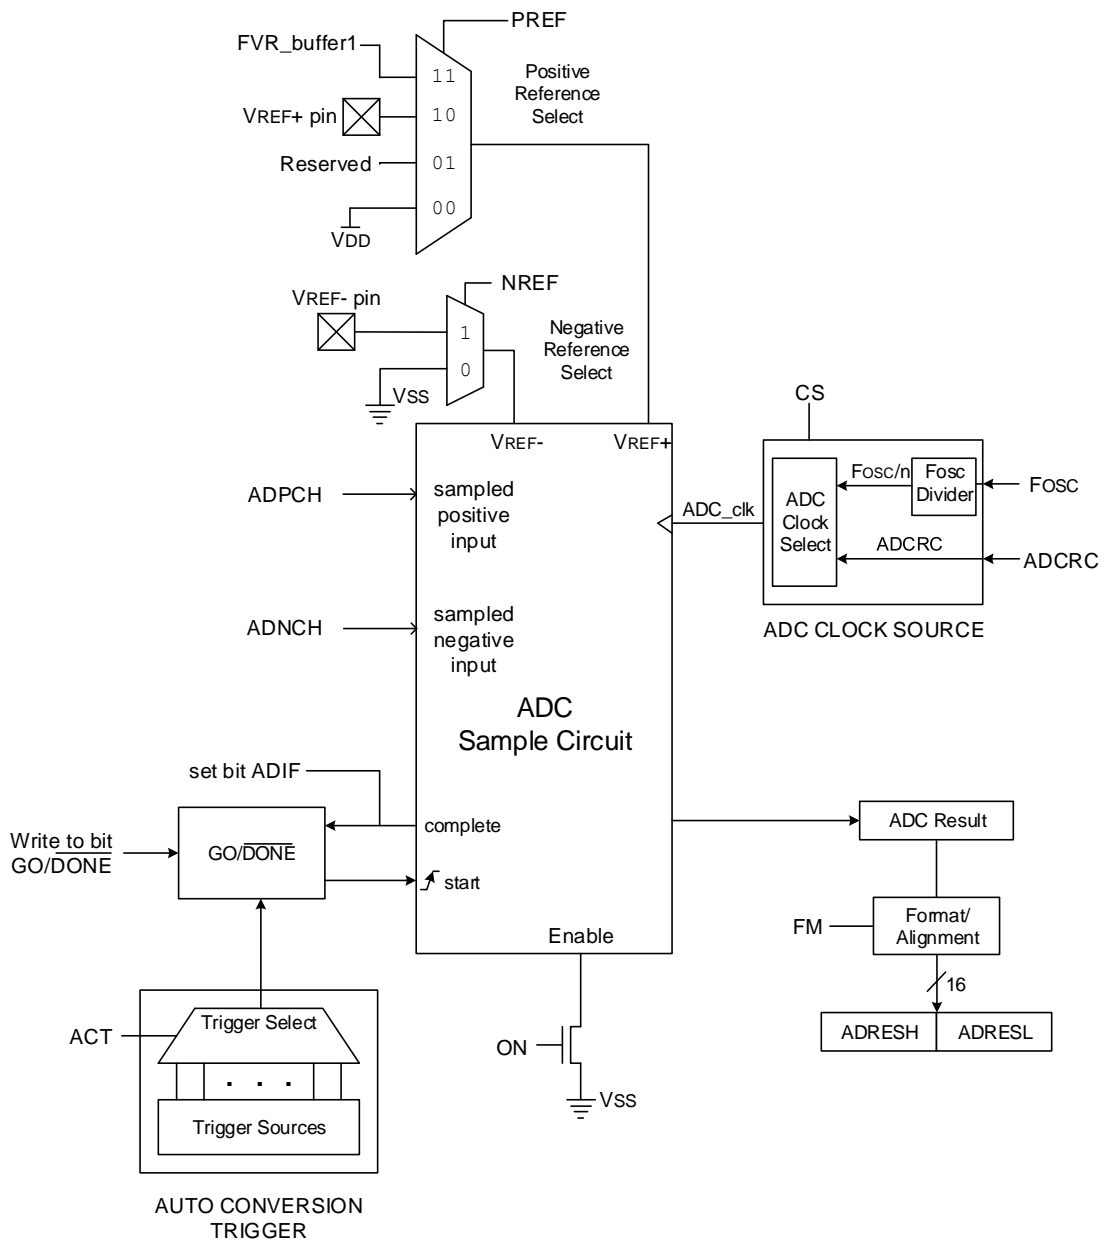 PREF
FVR_buffer1
11
Positive
Reference
Select
VREF+ pin
10
Reserved
01
00
VDD
NREF
VREF- pin
1
Negative
Reference
Select
0
VSS
CS
VREF-
VREF+
ADPCH
sampled
positive
input
ADC_clk
ADC
Clock
Select
FOSC/n
Fosc
Divider
FOSC
ADCRC
ADCRC
ADC CLOCK SOURCE
ADNCH
sampled
negative
input
ADC
Sample Circuit
set bit ADIF
complete
Write to bit
GO/DONE
GO/DONE
start
ADC Result
FM
Format/
Alignment
Enable
16
ADRESH
ADRESL
ACT
Trigger Select
. . .
Trigger Sources
ON
VSS
AUTO CONVERSION
TRIGGER